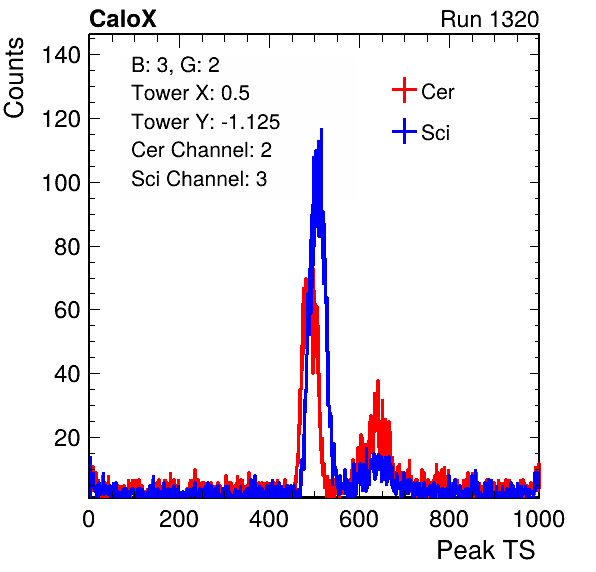 CaloX Run 1320
Counts
B: 3, G: 2
Tower X: 0.5
Tower Y: -1.125
Cer Channel: 2
Sci Channel: 3
Cer
Sci
140
120
100
80
60
40
20
0 200 400 600 800 1000
Peak TS